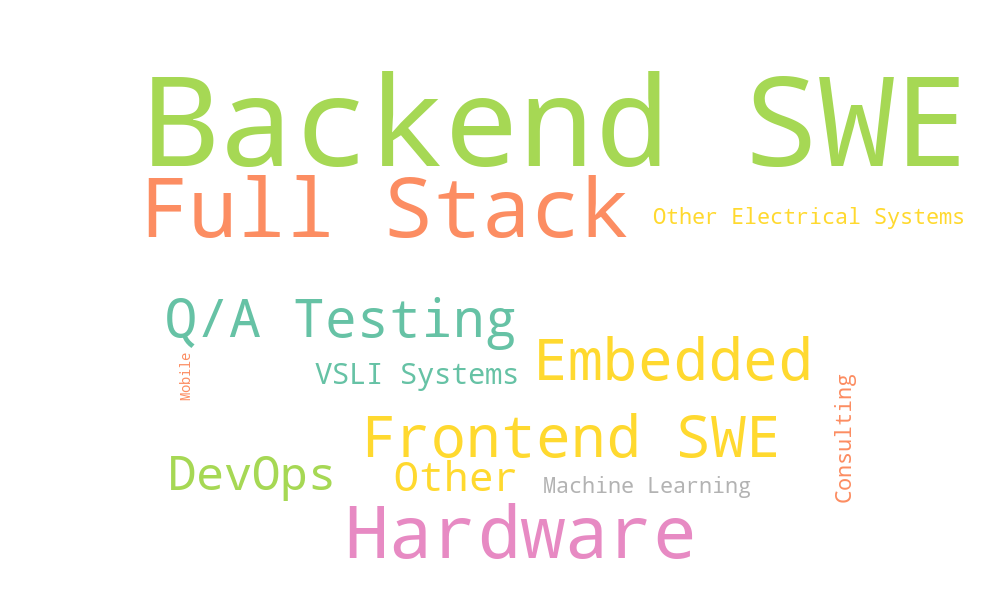 Backend SWE
Full Stack
Other Electrical Systems
Q/A Testing
Embedded
Mobile
VSLI Systems
Consulting
Frontend SWE
DevOps
Other
Machine Learning
Hardware